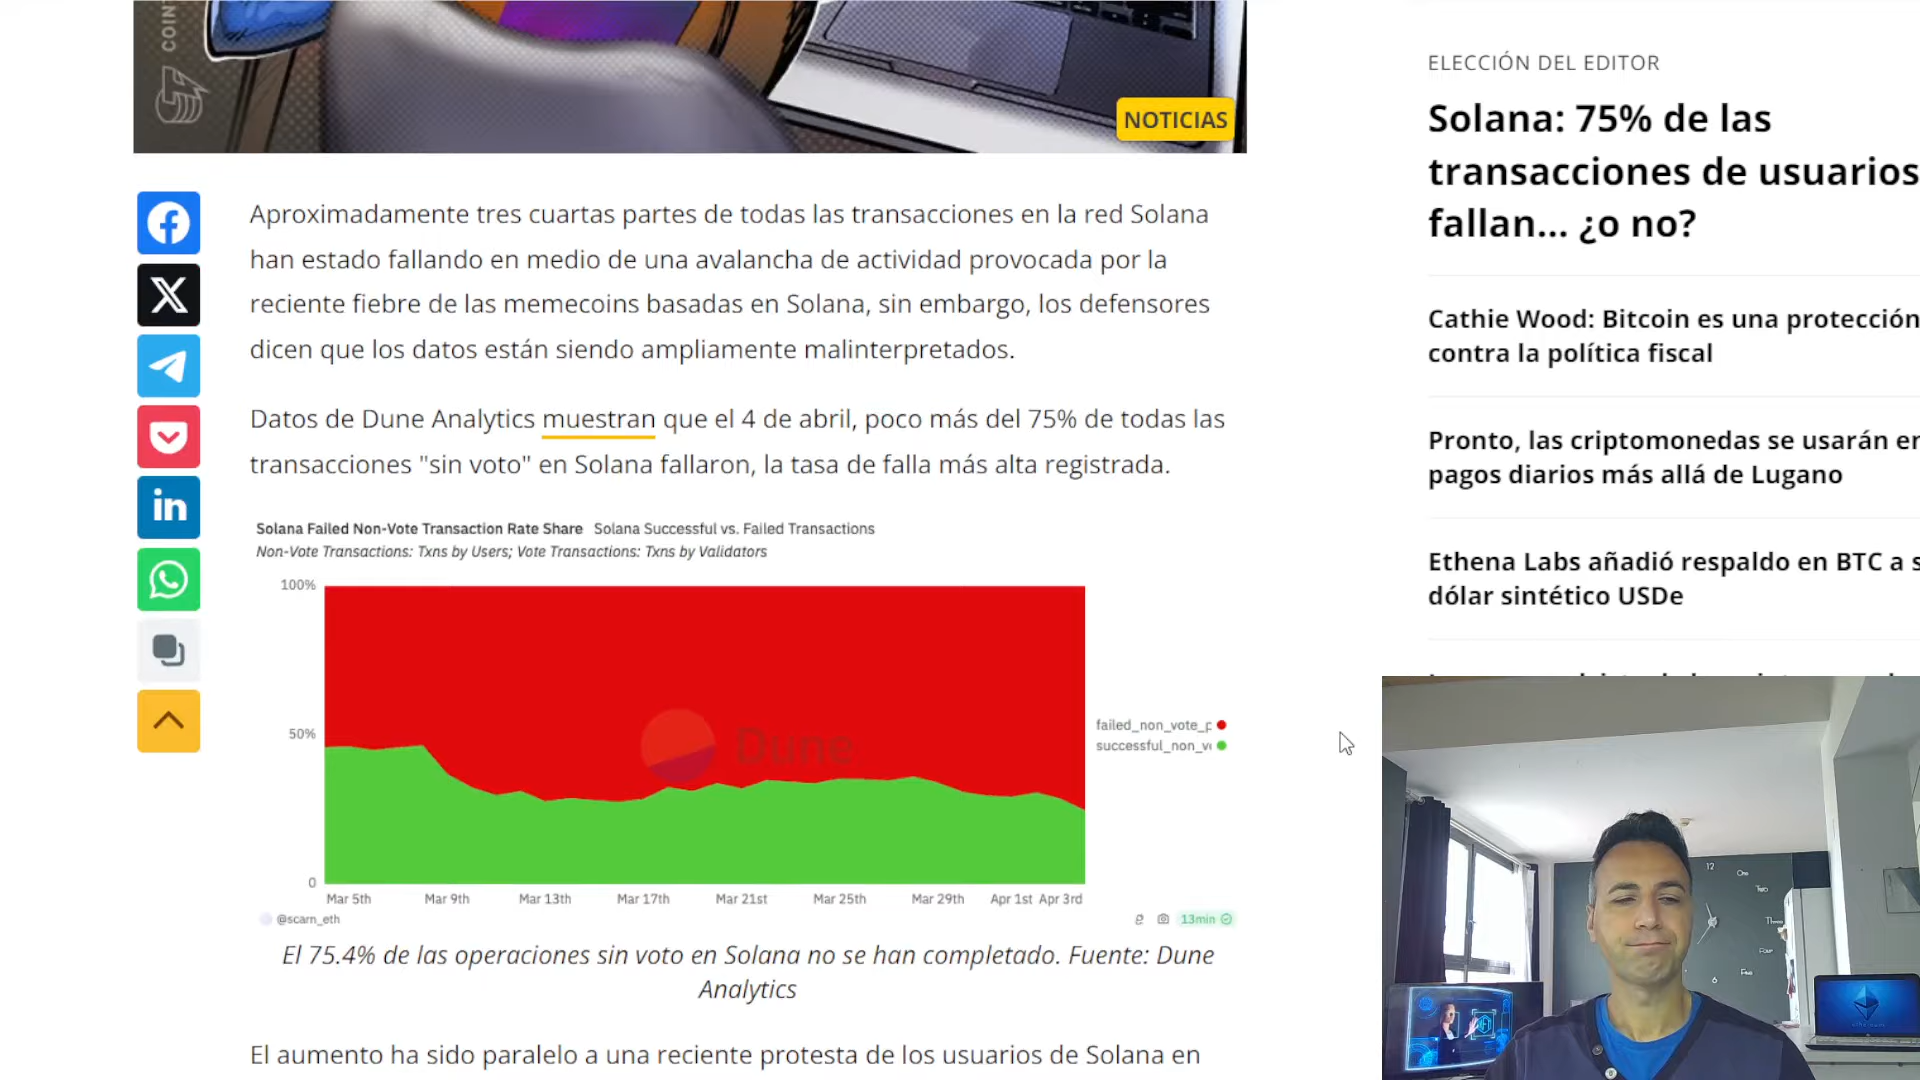 COINT
NOTICIAS
Aproximadamente tres cuartas partes de todas las transacciones en la red Solana
han estado fallando en medio de una avalancha de actividad provocada por la
reciente fiebre de las memecoins basadas en Solana, sin embargo, los defensores
dicen que los datos están siendo ampliamente malinterpretados.
Datos de Dune Analytics muestran que el 4 de abril, poco más del 75% de todas las
transacciones "sin voto" en Solana fallaron, la tasa de falla más alta registrada.
Solana Failed Non-Vote Transaction Rate Share Solana Successful vs. Failed Transactions
Non-Vote Transactions: Txns by Users; Vote Transactions: Txns by Validators
100%
50%
0
Dune
failed_non_vote_p
successful_non_v
Mar 5th Mar 9th Mar 13th Mar 17th Mar 21st Mar 25th Mar 29th Apr 1st Apr 3rd
@scarn_eth
13min
El 75.4% de las operaciones sin voto en Solana no se han completado. Fuente: Dune
Analytics
El aumento ha sido paralelo a una reciente protesta de los usuarios de Solana en
ELECCIÓN DEL EDITOR
Solana: 75% de las
transacciones de usuarios
fallan... ¿o no?
Cathie Wood: Bitcoin es una protección
contra la política fiscal
Pronto, las criptomonedas se usarán en
pagos diarios más allá de Lugano
Ethena Labs añadió respaldo en BTC a s
dólar sintético USDe
12
One
Two
Three
Four
Five
6